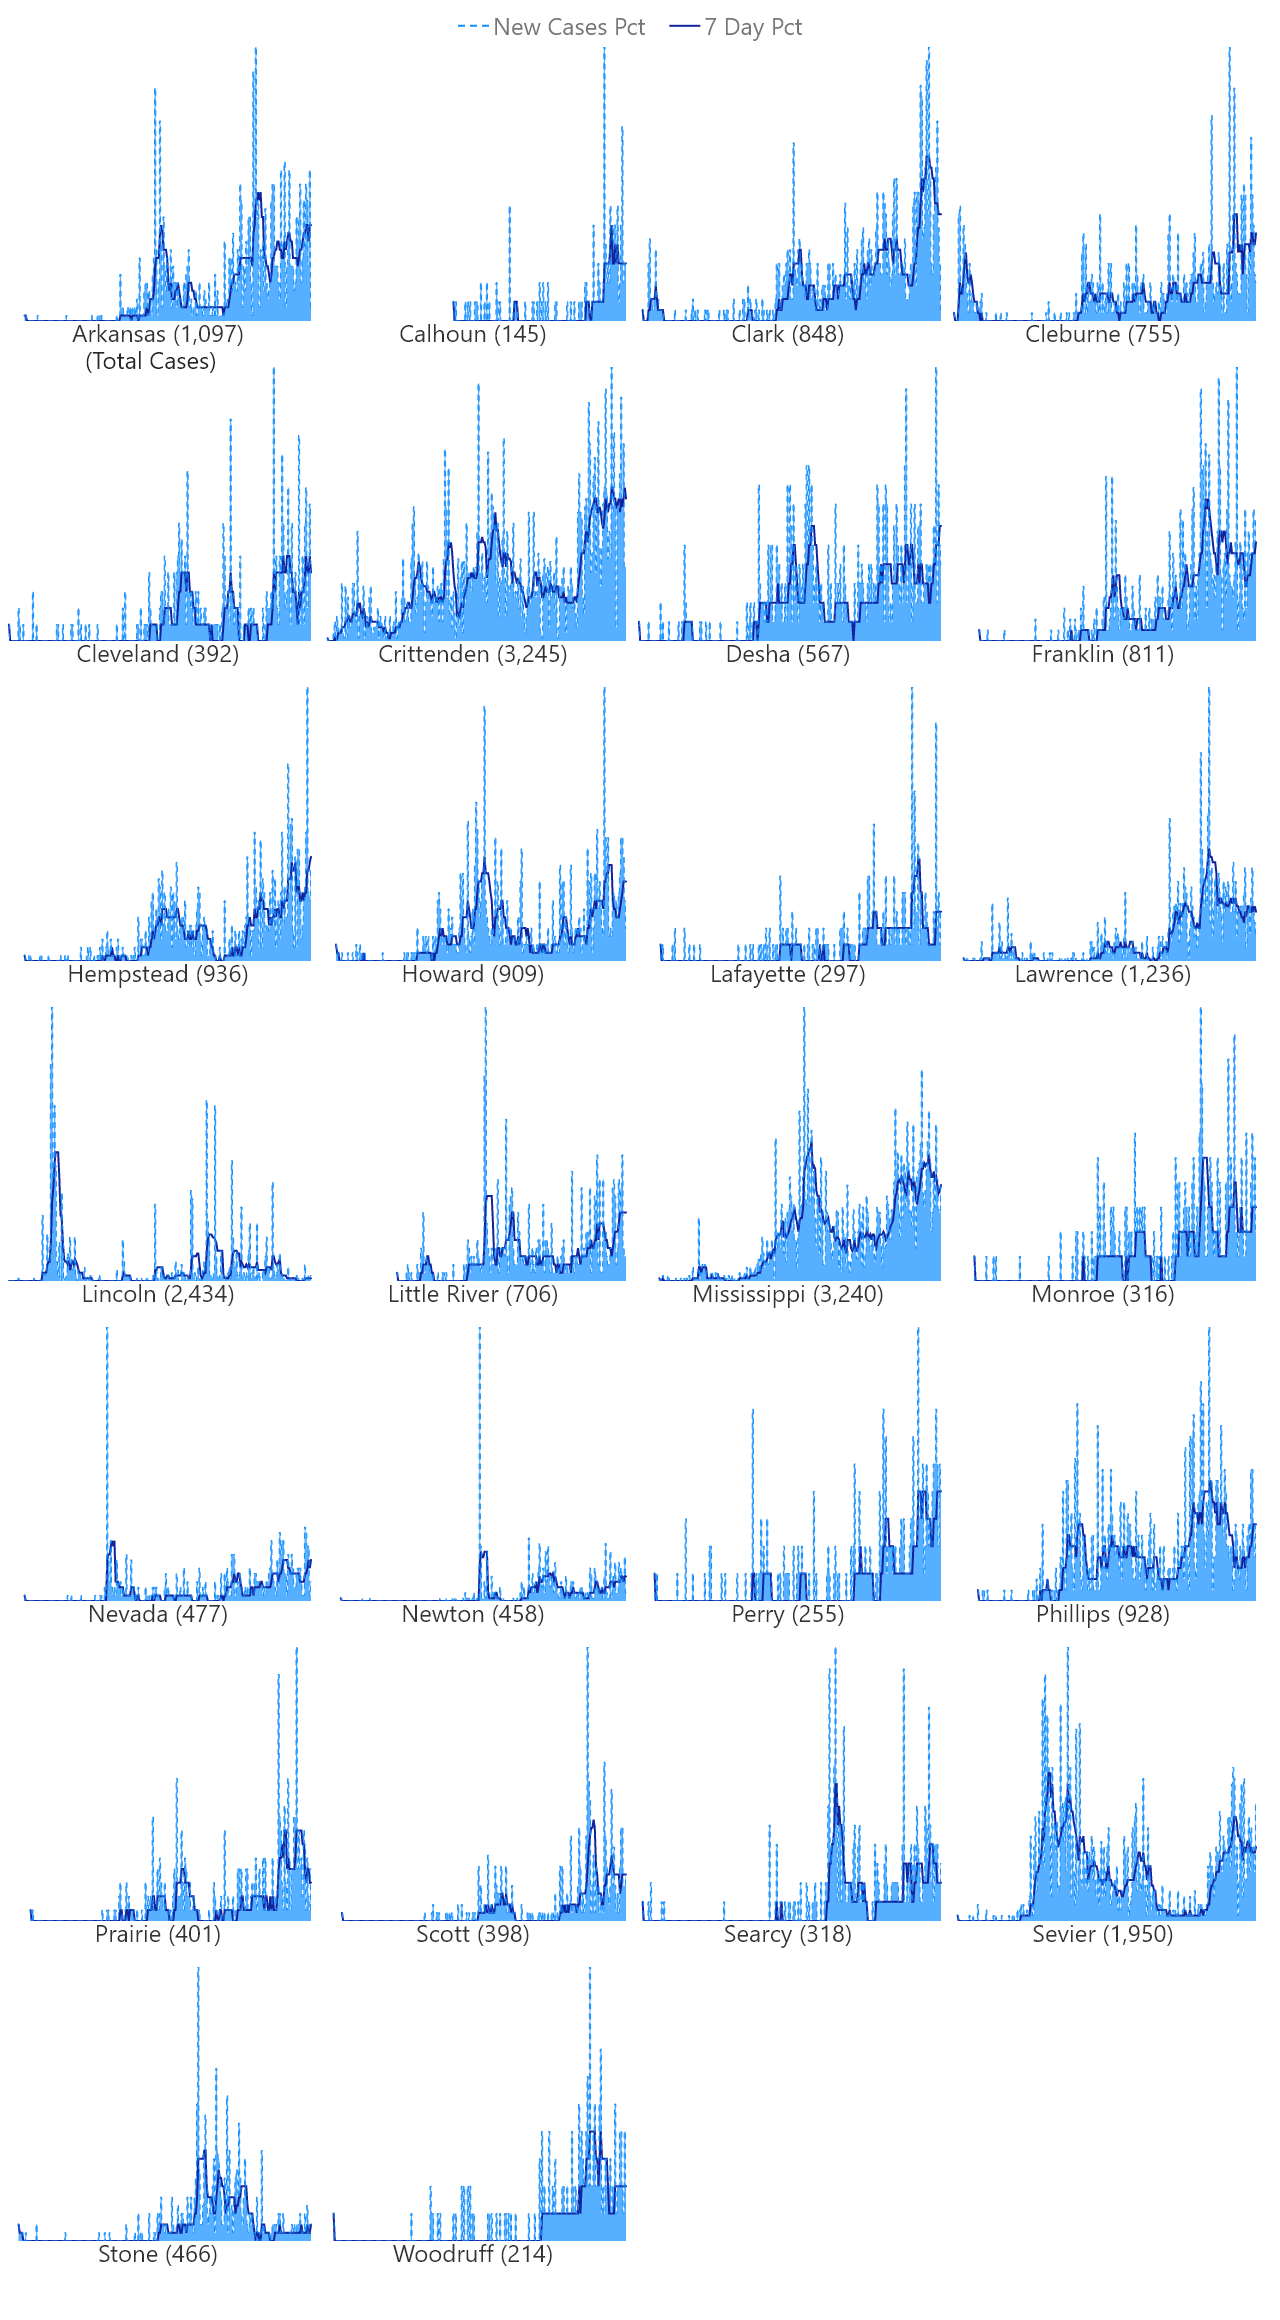 New Cases Pct 7 Day Pct
Arkansas (1,097) Calhoun (145) Clark (848) Cleburne (755)
(Total Cases)
Cleveland (392) Crittenden (3,245) Desha (567) Franklin (811)
Hempstead (936) Howard (909) Lafayette (297) Lawrence (1,236)
Lincoln (2,434) Little River (706) Mississippi (3,240) Monroe (316)
Nevada (477) Newton (458) Perry (255) Phillips (928)
Prairie (401) Scott (398) Searcy (318) Sevier (1,950)
Stone (466) Woodruff (214)